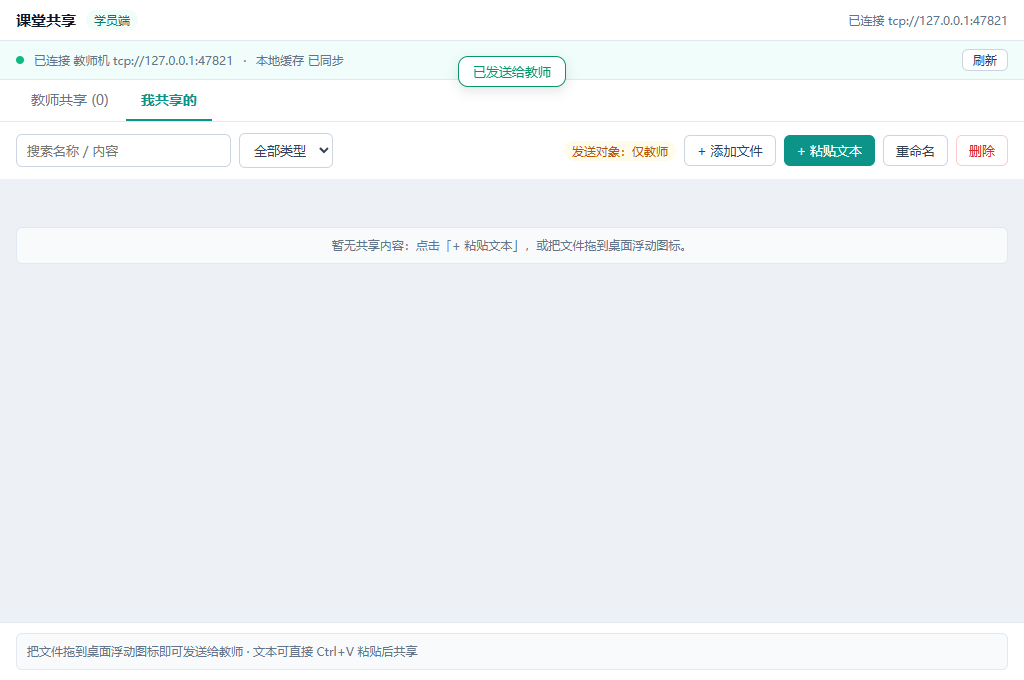 课堂共享 学员端 已连接 tcp://127.0.0.1:47821
已连接 教师机 tcp://127.0.0.1:47821 · 本地缓存 已同步 刷新
已发送给教师
教师共享 (0) 我共享的
搜索名称 / 内容 全部类型 发送对象：仅教师 + 添加文件 + 粘贴文本 重命名 删除
暂无共享内容：点击「+ 粘贴文本」，或把文件拖到桌面浮动图标。
把文件拖到桌面浮动图标即可发送给教师 · 文本可直接 Ctrl+V 粘贴后共享